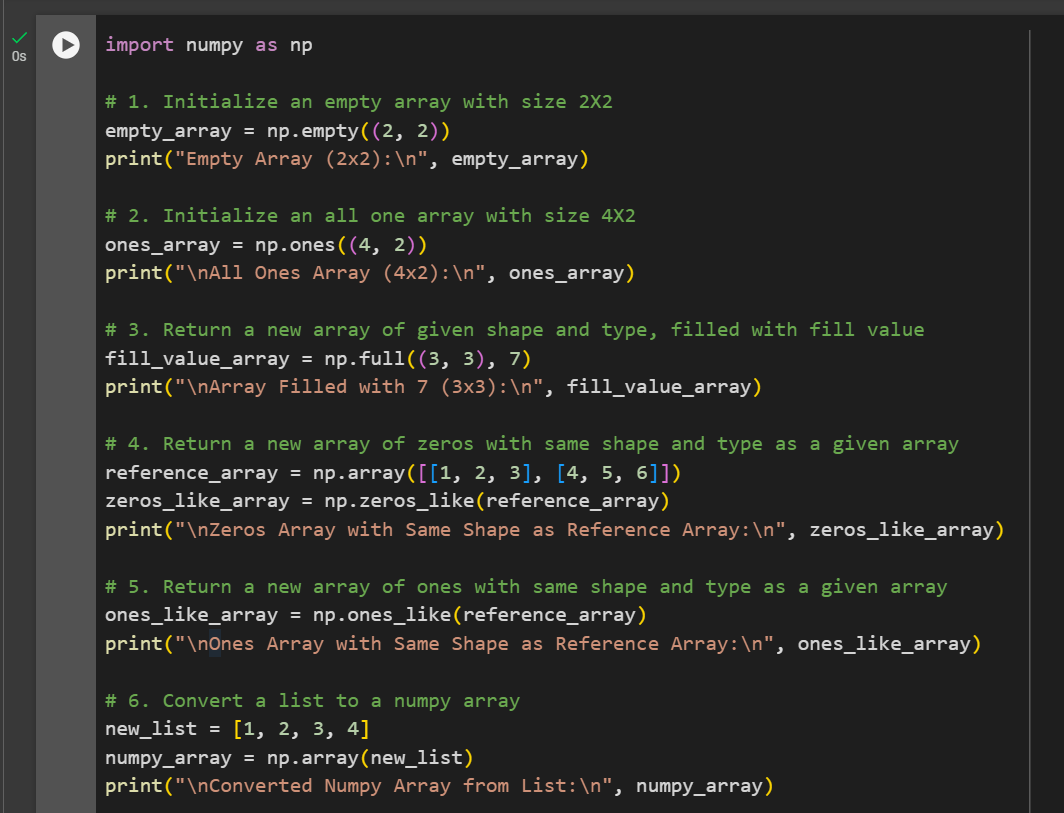 0s
import numpy as np
# 1. Initialize an empty array with size 2X2
empty_array = np.empty((2, 2))
print("Empty Array (2x2):\n", empty_array)
# 2. Initialize an all one array with size 4X2
ones_array = np.ones((4, 2))
print("\nAll Ones Array (4x2):\n", ones_array)
# 3. Return a new array of given shape and type, filled with fill value
fill_value_array = np.full((3, 3), 7)
print("\nArray Filled with 7 (3x3):\n", fill_value_array)
# 4. Return a new array of zeros with same shape and type as a given array
reference_array = np.array([[1, 2, 3], [4, 5, 6]])
zeros_like_array = np.zeros_like(reference_array)
print("\nZeros Array with Same Shape as Reference Array:\n", zeros_like_array)
# 5. Return a new array of ones with same shape and type as a given array
ones_like_array = np.ones_like(reference_array)
print("\nOnes Array with Same Shape as Reference Array:\n", ones_like_array)
# 6. Convert a list to a numpy array
new_list = [1, 2, 3, 4]
numpy_array = np.array(new_list)
print("\nConverted Numpy Array from List:\n", numpy_array)